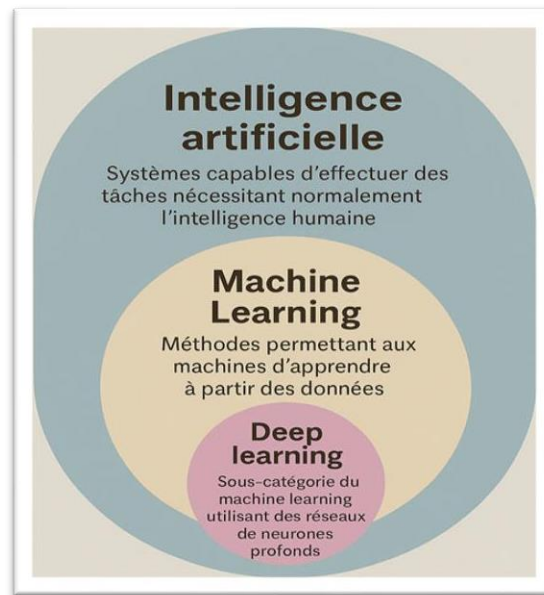 Intelligence
artificielle
Systèmes capables d'effectuer des
tâches nécessitant normalement
l'intelligence humaine
Machine
Learning
Méthodes permettant aux
machines d'apprendre
à partir des données
Deep
learning
Sous-catégorie du
machine learning
utilisant des réseaux
de neurones
profonds